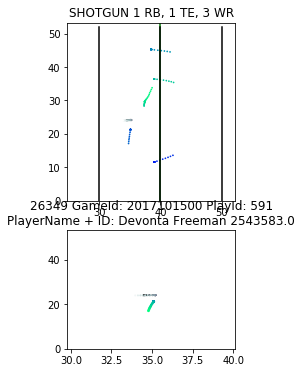 SHOTGUN 1 RB, 1 TE, 3 WR
50
40
30
20
10
0
30 40 50
26349 GameId: 2017101500 PlayId: 591
PlayerName + ID: Devonta Freeman 2543583.0
40
20
0
30.0 32.5 35.0 37.5 40.0